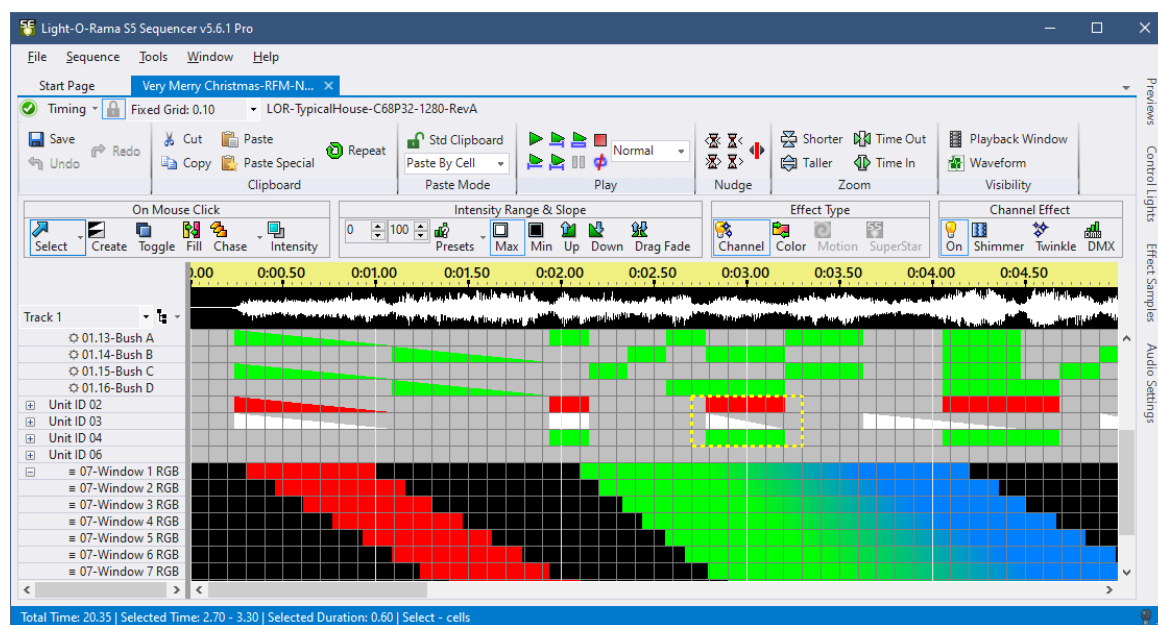 Light-O-Rama S5 Sequencer v5.6.1 Pro
File Sequence Tools Window Help
Start Page Very Merry Christmas-RFM-N...
Timing Fixed Grid: 0.10 LOR-TypicalHouse-C68P32-1280-RevA
Save Undo Redo
Cut Copy Paste Paste Special Repeat
Clipboard
Std Clipboard
Paste By Cell
Paste Mode
Normal
Play
Nudge
Shorter Taller Time Out Time In
Zoom
Playback Window
Waveform
Visibility
On Mouse Click
Select Create Toggle Fill Chase Intensity
Intensity Range & Slope
0 100 Presets Max Min Up Down Drag Fade
Effect Type
Channel Color Motion SuperStar
Channel Effect
On Shimmer Twinkle DMX
0.00 0:00.50 0:01.00 0:01.50 0:02.00 0:02.50 0:03.00 0:03.50 0:04.00 0:04.50
Track 1
01.13-Bush A
01.14-Bush B
01.15-Bush C
01.16-Bush D
Unit ID 02
Unit ID 03
Unit ID 04
Unit ID 06
07-Window 1 RGB
07-Window 2 RGB
07-Window 3 RGB
07-Window 4 RGB
07-Window 5 RGB
07-Window 6 RGB
07-Window 7 RGB
Previews
Control Lights
Effect Samples
Audio Settings
Total Time: 20.35 | Selected Time: 2.70 - 3.30 | Selected Duration: 0.60 | Select - cells